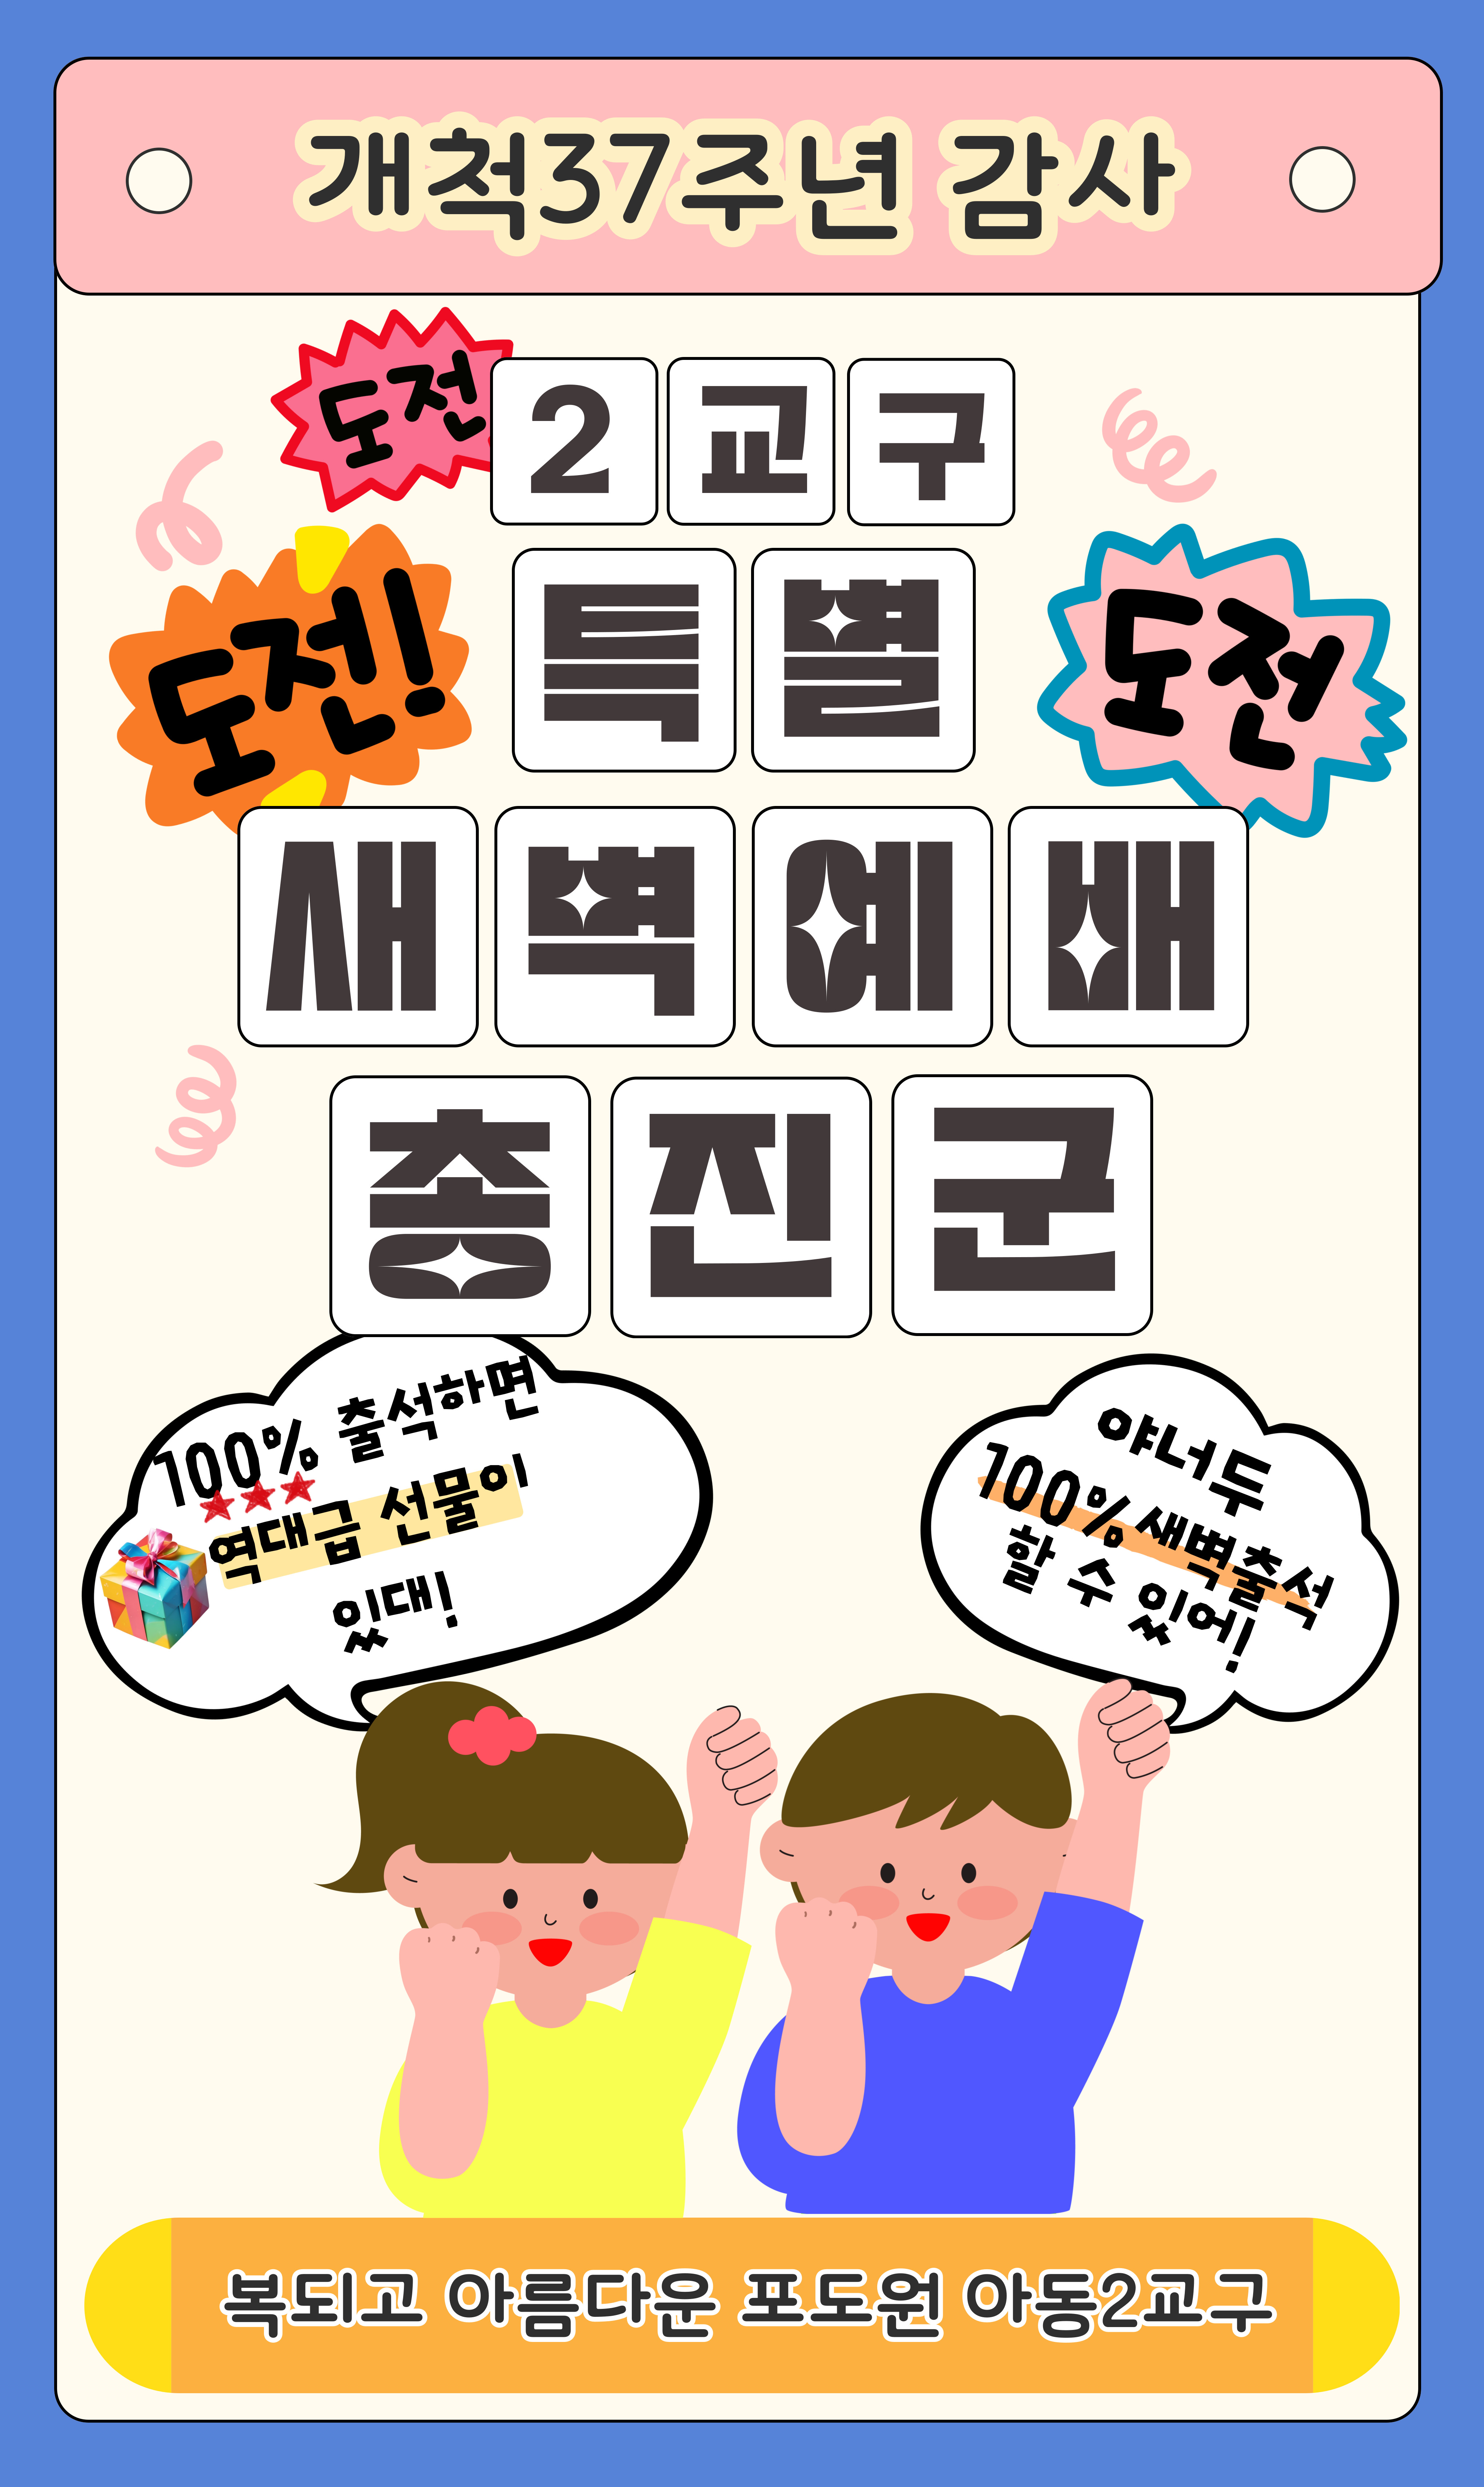 개척37주년 감사
도전
2교구
도젠!
특별
도전
새벽예배
총진군
100% 출석하면
역대급 선물이
있대!
야너두
100%새벽출석
할 수 있어!
복되고 아름다운 포도원 아동2교구